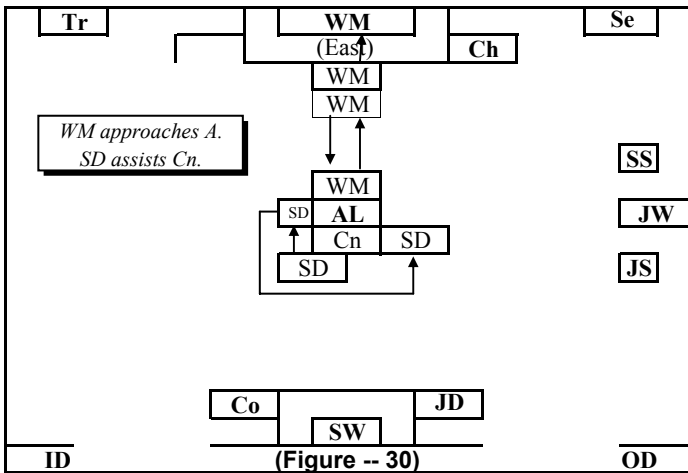 Tr WM Se
(East) Ch
WM
WM
WM approaches A.
SD assists Cn.
SS
WM
SD AL JW
Cn SD
SD JS
Co JD
SW
ID (Figure -- 30) OD